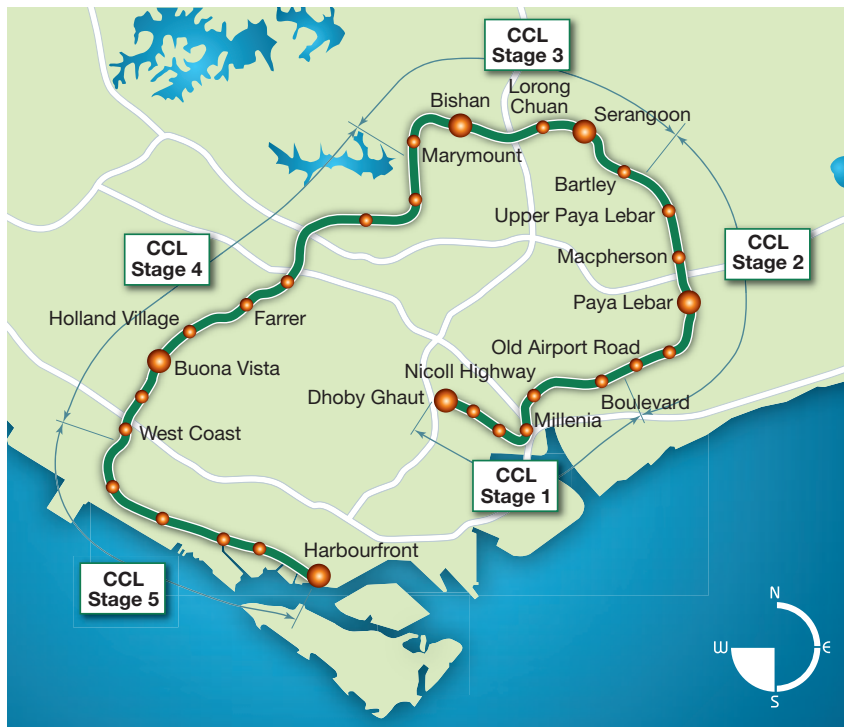 CCL
Stage 3
Lorong
Chuan
Bishan
Serangoon
Marymount
Bartley
Upper Paya Lebar
CCL
Stage 4
CCL
Stage 2
Macpherson
Paya Lebar
Holland Village
Farrer
Old Airport Road
Buona Vista
Nicoll Highway
Dhoby Ghaut
Boulevard
Millenia
West Coast
CCL
Stage 1
Harbourfront
CCL
Stage 5
N
W
E
S